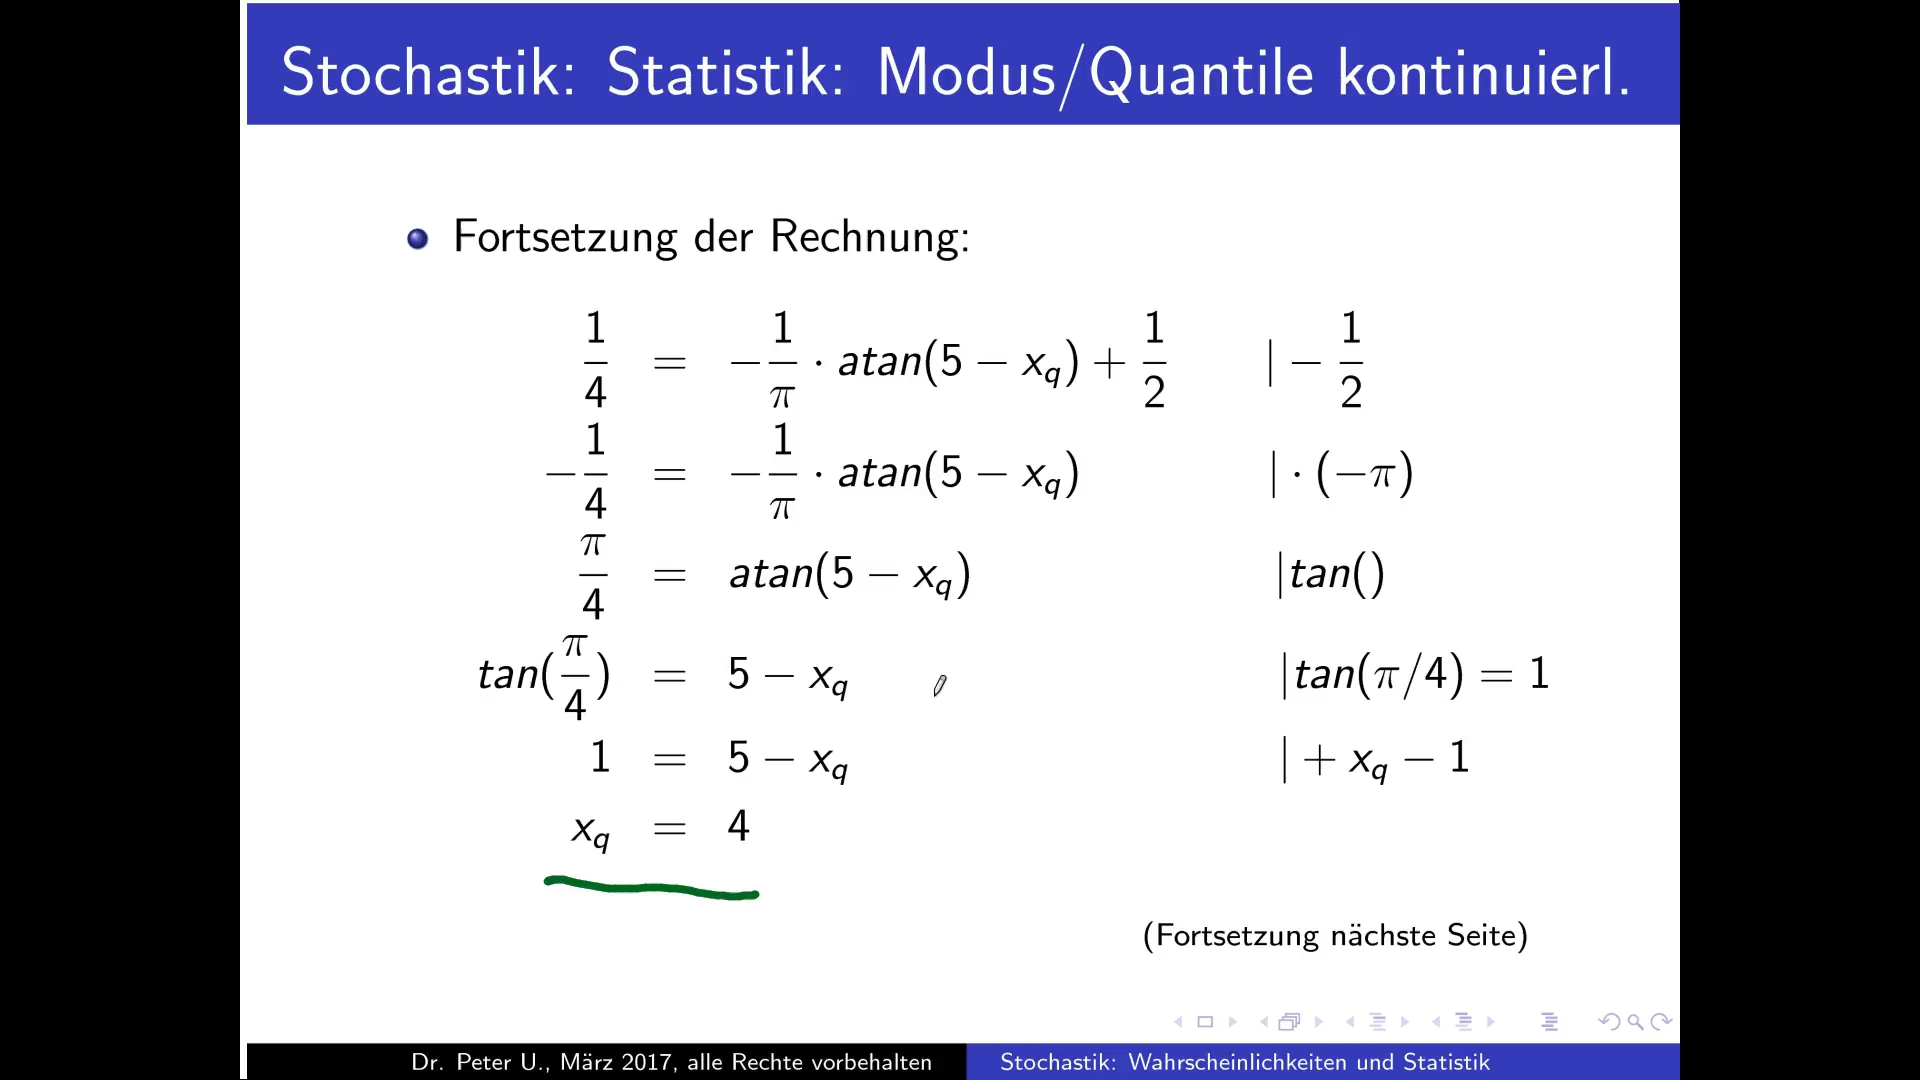 Stochastik: Statistik: Modus/Quantile kontinuierl.
Fortsetzung der Rechnung:
1/4 = −1/π · atan(5 − x_q) + 1/2 | − 1/2
−1/4 = −1/π · atan(5 − x_q) | · (−π)
π/4 = atan(5 − x_q) |tan()
tan(π/4) = 5 − x_q |tan(π/4) = 1
1 = 5 − x_q | + x_q − 1
x_q = 4
(Fortsetzung nächste Seite)
Dr. Peter U., März 2017, alle Rechte vorbehalten Stochastik: Wahrscheinlichkeiten und Statistik